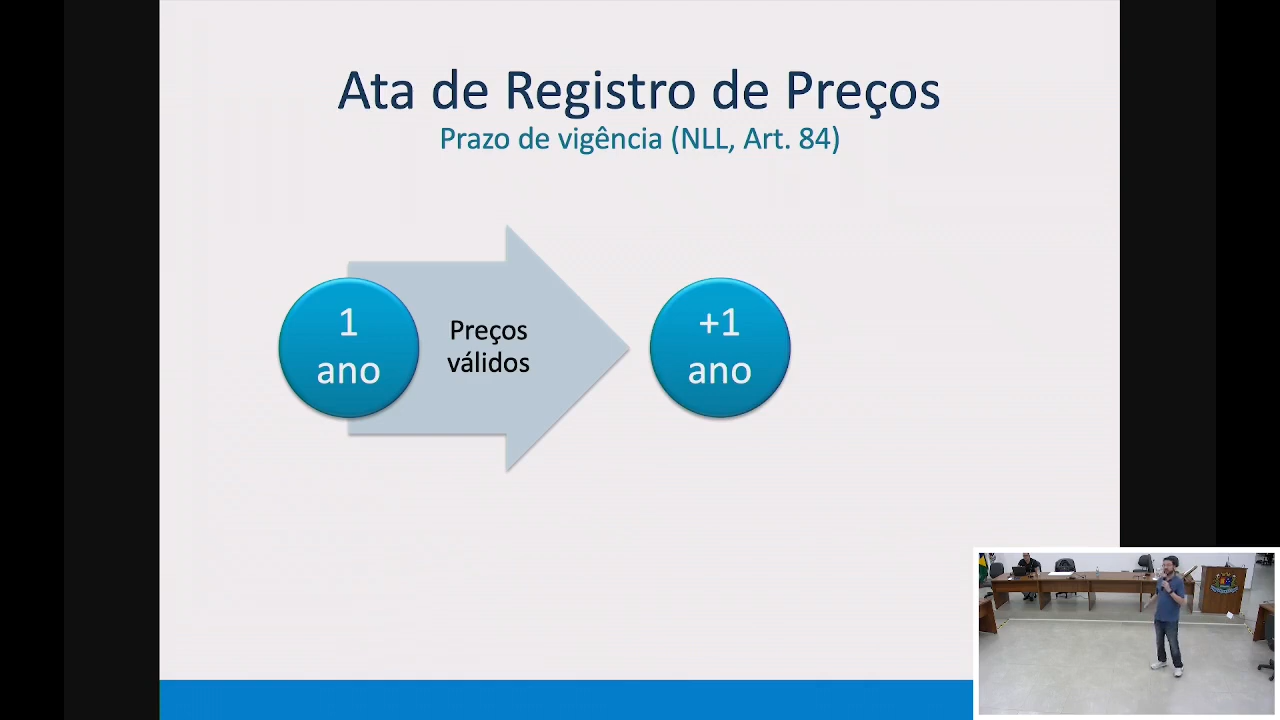 Ata de Registro de Preços
Prazo de vigência (NLL, Art. 84)
1
ano
Preços
válidos
+1
ano